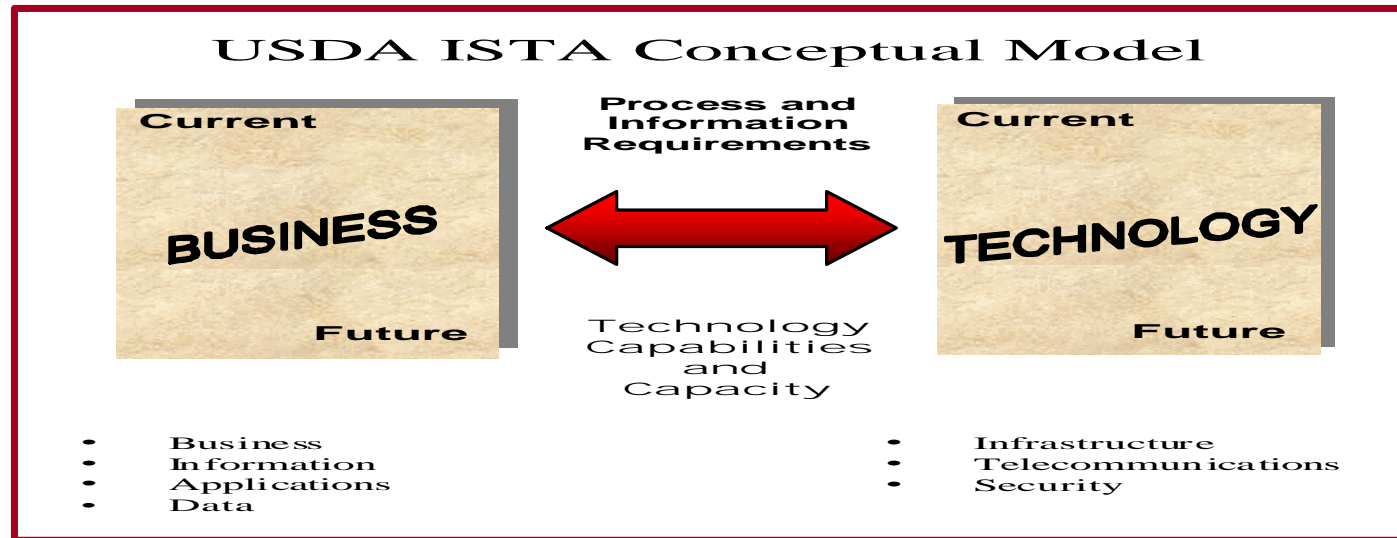 USDA ISTA Conceptual Model
Current
BUSINESS
Future
Process and
Information
Requirements
Technology
Capabilities
and
Capacity
Current
TECHNOLOGY
Future
• Business
• Information
• Applications
• Data
• Infrastructure
• Telecommunications
• Security